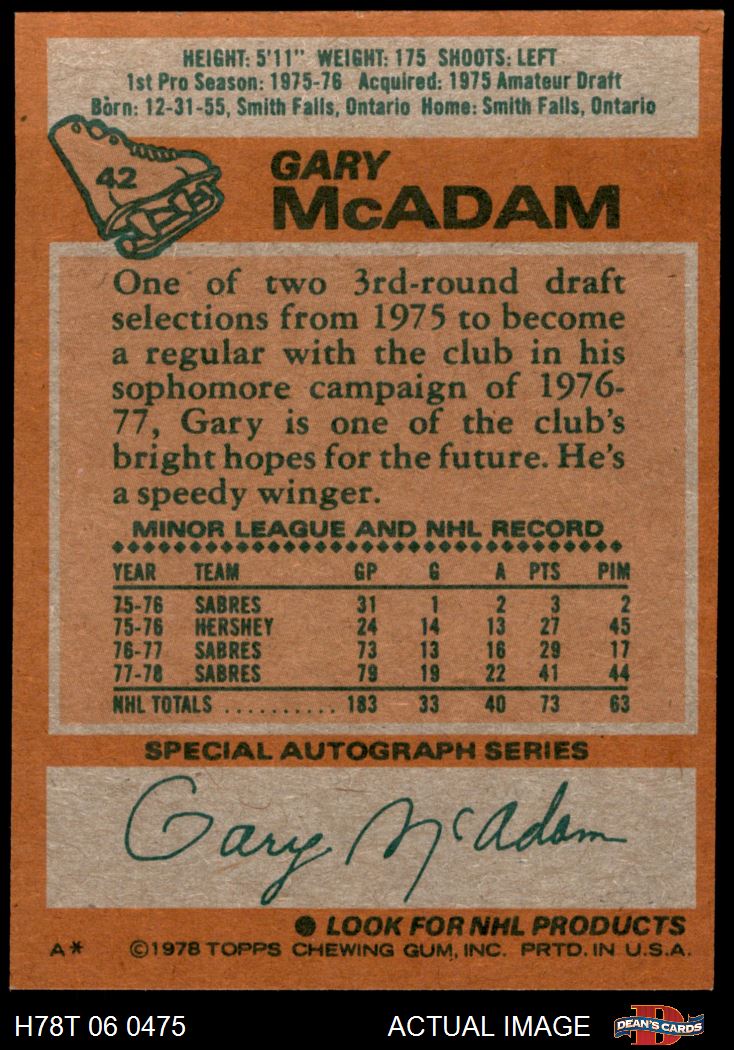 HEIGHT: 5'11" WEIGHT: 175 SHOOTS: LEFT
1st Pro Season: 1975-76 Acquired: 1975 Amateur Draft
Born: 12-31-55, Smith Falls, Ontario Home: Smith Falls, Ontario
42
GARY
McADAM
One of two 3rd-round draft
selections from 1975 to become
a regular with the club in his
sophomore campaign of 1976-
77, Gary is one of the club's
bright hopes for the future. He's
a speedy winger.
MINOR LEAGUE AND NHL RECORD
YEAR TEAM GP G A PTS PIM
75-76 SABRES 31 1 2 3 2
75-76 HERSHEY 24 14 13 27 45
76-77 SABRES 73 13 16 29 17
77-78 SABRES 79 19 22 41 44
NHL TOTALS .......... 183 33 40 73 63
SPECIAL AUTOGRAPH SERIES
Gary McAdam
LOOK FOR NHL PRODUCTS
A* ©1978 TOPPS CHEWING GUM, INC. PRTD. IN U.S.A.
H78T 06 0475 ACTUAL IMAGE D DEAN'S CARDS